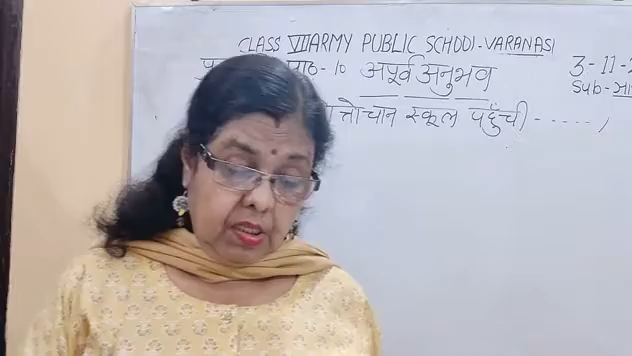 CLASS VII ARMY PUBLIC SCHOOL-VARANASI
पाठ-10 अपूर्व अनुभव 3-11-
Sub-
तोत्तोचान स्कूल पहुँची -----,